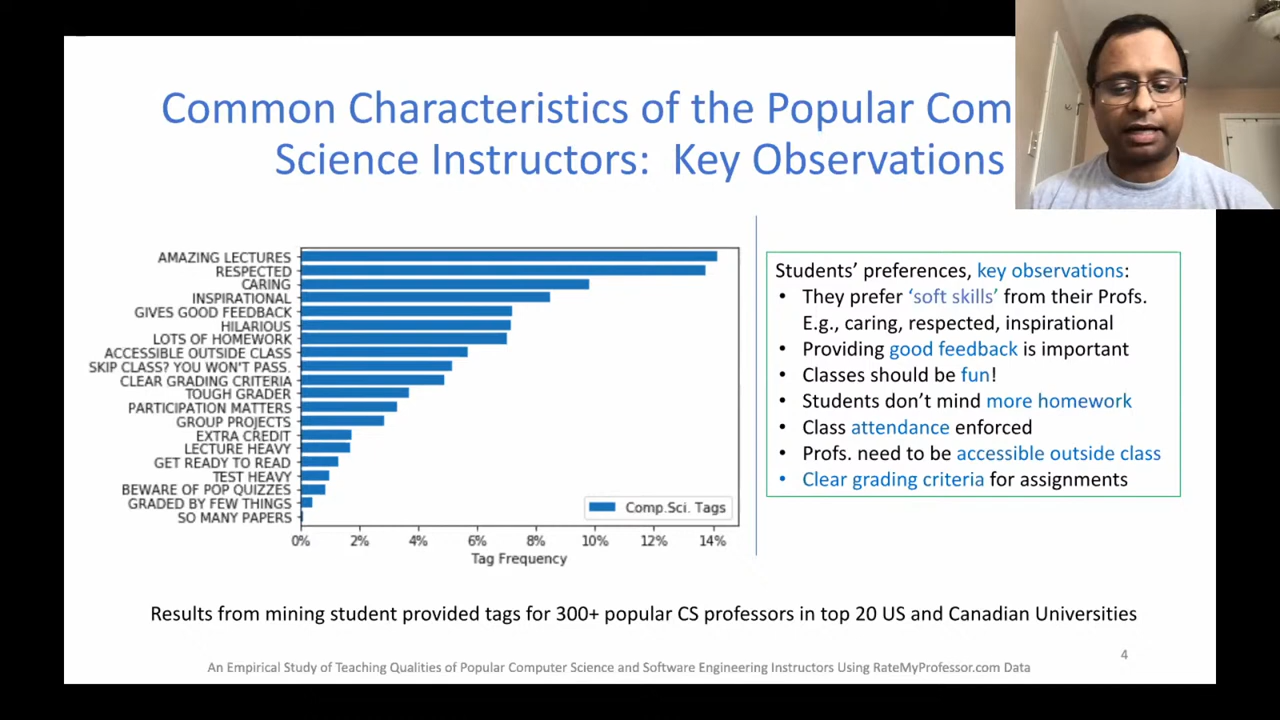 Common Characteristics of the Popular Com
Science Instructors: Key Observations
AMAZING LECTURES
RESPECTED
CARING
INSPIRATIONAL
GIVES GOOD FEEDBACK
HILARIOUS
LOTS OF HOMEWORK
ACCESSIBLE OUTSIDE CLASS
SKIP CLASS? YOU WON'T PASS.
CLEAR GRADING CRITERIA
TOUGH GRADER
PARTICIPATION MATTERS
GROUP PROJECTS
EXTRA CREDIT
LECTURE HEAVY
GET READY TO READ
TEST HEAVY
BEWARE OF POP QUIZZES
GRADED BY FEW THINGS
SO MANY PAPERS
Comp.Sci. Tags
0% 2% 4% 6% 8% 10% 12% 14%
Tag Frequency
Students' preferences, key observations:
• They prefer 'soft skills' from their Profs.
E.g., caring, respected, inspirational
• Providing good feedback is important
• Classes should be fun!
• Students don't mind more homework
• Class attendance enforced
• Profs. need to be accessible outside class
• Clear grading criteria for assignments
Results from mining student provided tags for 300+ popular CS professors in top 20 US and Canadian Universities
An Empirical Study of Teaching Qualities of Popular Computer Science and Software Engineering Instructors Using RateMyProfessor.com Data
4